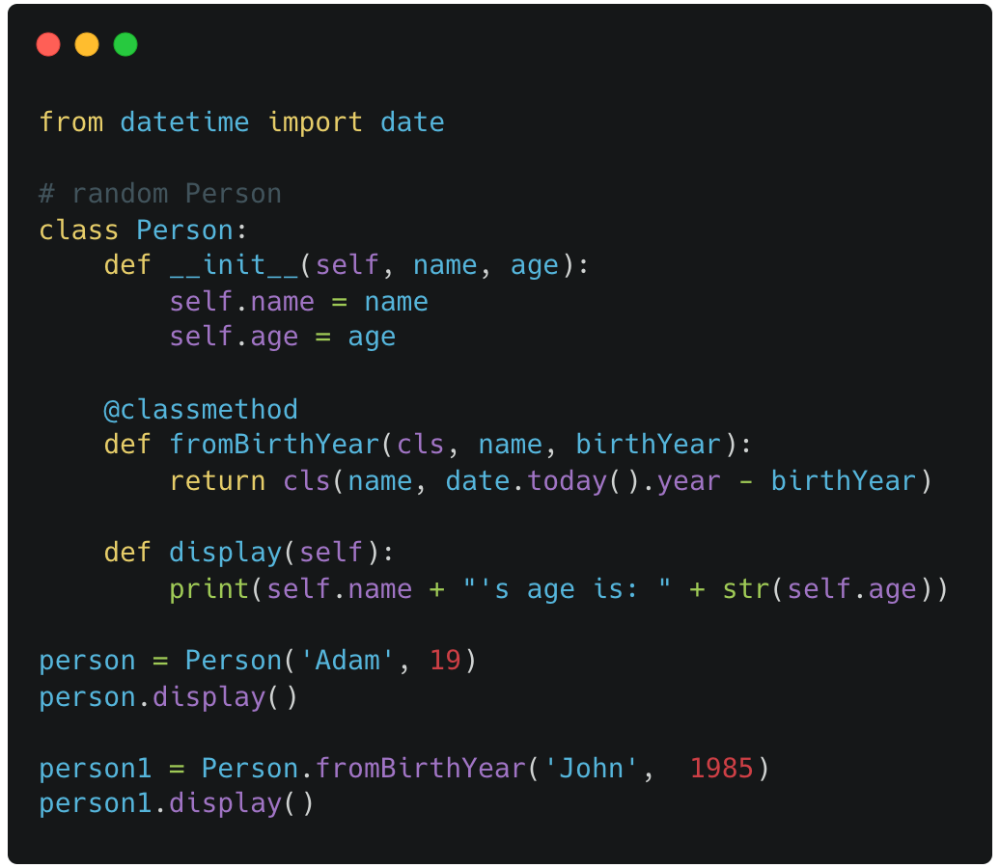 from datetime import date

# random Person
class Person:
    def __init__(self, name, age):
        self.name = name
        self.age = age

    @classmethod
    def fromBirthYear(cls, name, birthYear):
        return cls(name, date.today().year - birthYear)

    def display(self):
        print(self.name + "'s age is: " + str(self.age))

person = Person('Adam', 19)
person.display()

person1 = Person.fromBirthYear('John',  1985)
person1.display()